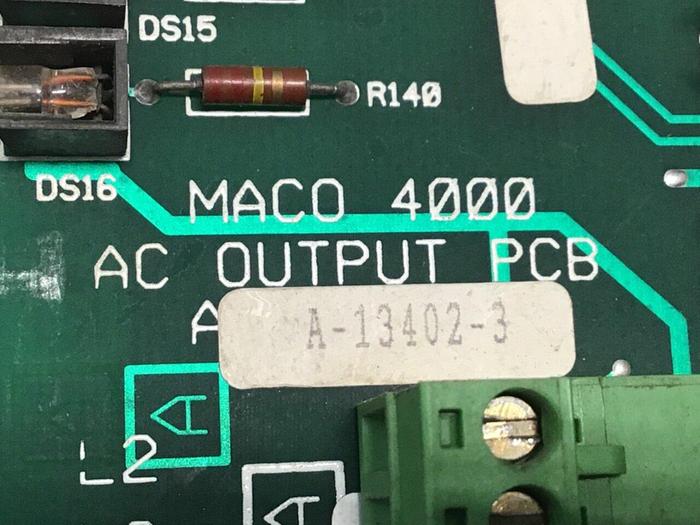 DS15
R140
DS16
MACO 4000
AC OUTPUT PCB
A
A-13402-3
A
L2
A